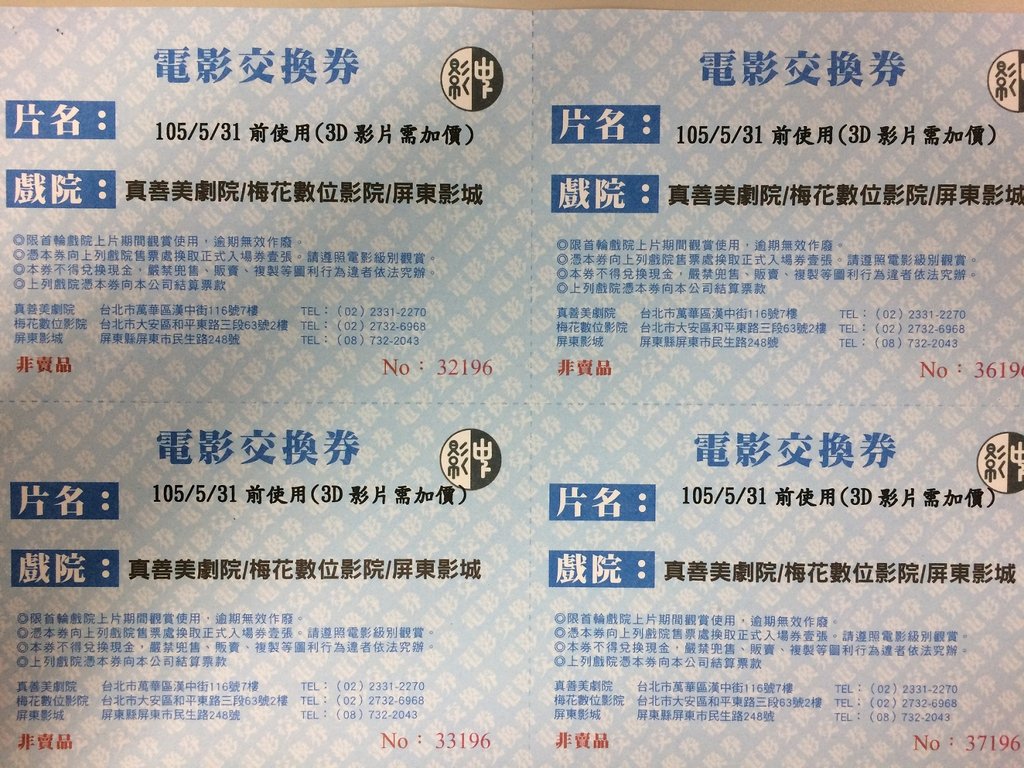 電影交換券
中影
片名：105/5/31 前使用(3D 影片需加價)
戲院：真善美劇院/梅花數位影院/屏東影城
◎限首輪戲院上片期間觀賞使用，逾期無效作廢。
◎憑本券向上列戲院售票處換取正式入場券壹張。請遵照電影級別觀賞。
◎本券不得兌換現金，嚴禁兜售、販賣、複製等圖利行為違者依法究辦。
◎上列戲院憑本券向本公司結算票款
真善美劇院 台北市萬華區漢中街116號7樓 TEL：（02）2331-2270
梅花數位影院 台北市大安區和平東路三段63號2樓 TEL：（02）2732-6968
屏東影城 屏東縣屏東市民生路248號 TEL：（08）732-2043
非賣品 No：32196
電影交換券
中影
片名：105/5/31 前使用(3D 影片需加價)
戲院：真善美劇院/梅花數位影院/屏東影城
◎限首輪戲院上片期間觀賞使用，逾期無效作廢。
◎憑本券向上列戲院售票處換取正式入場券壹張。請遵照電影級別觀賞。
◎本券不得兌換現金，嚴禁兜售、販賣、複製等圖利行為違者依法究辦。
◎上列戲院憑本券向本公司結算票款
真善美劇院 台北市萬華區漢中街116號7樓 TEL：（02）2331-2270
梅花數位影院 台北市大安區和平東路三段63號2樓 TEL：（02）2732-6968
屏東影城 屏東縣屏東市民生路248號 TEL：（08）732-2043
非賣品 No：36196
電影交換券
中影
片名：105/5/31 前使用(3D 影片需加價)
戲院：真善美劇院/梅花數位影院/屏東影城
◎限首輪戲院上片期間觀賞使用，逾期無效作廢。
◎憑本券向上列戲院售票處換取正式入場券壹張。請遵照電影級別觀賞。
◎本券不得兌換現金，嚴禁兜售、販賣、複製等圖利行為違者依法究辦。
◎上列戲院憑本券向本公司結算票款
真善美劇院 台北市萬華區漢中街116號7樓 TEL：（02）2331-2270
梅花數位影院 台北市大安區和平東路三段63號2樓 TEL：（02）2732-6968
屏東影城 屏東縣屏東市民生路248號 TEL：（08）732-2043
非賣品 No：33196
電影交換券
中影
片名：105/5/31 前使用(3D 影片需加價)
戲院：真善美劇院/梅花數位影院/屏東影城
◎限首輪戲院上片期間觀賞使用，逾期無效作廢。
◎憑本券向上列戲院售票處換取正式入場券壹張。請遵照電影級別觀賞。
◎本券不得兌換現金，嚴禁兜售、販賣、複製等圖利行為違者依法究辦。
◎上列戲院憑本券向本公司結算票款
真善美劇院 台北市萬華區漢中街116號7樓 TEL：（02）2331-2270
梅花數位影院 台北市大安區和平東路三段63號2樓 TEL：（02）2732-6968
屏東影城 屏東縣屏東市民生路248號 TEL：（08）732-2043
非賣品 No：37196